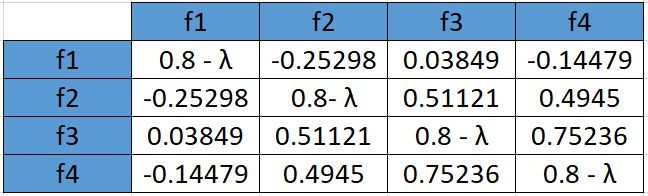 f1 f2 f3 f4
f1 0.8 - λ -0.25298 0.03849 -0.14479
f2 -0.25298 0.8- λ 0.51121 0.4945
f3 0.03849 0.51121 0.8 - λ 0.75236
f4 -0.14479 0.4945 0.75236 0.8 - λ